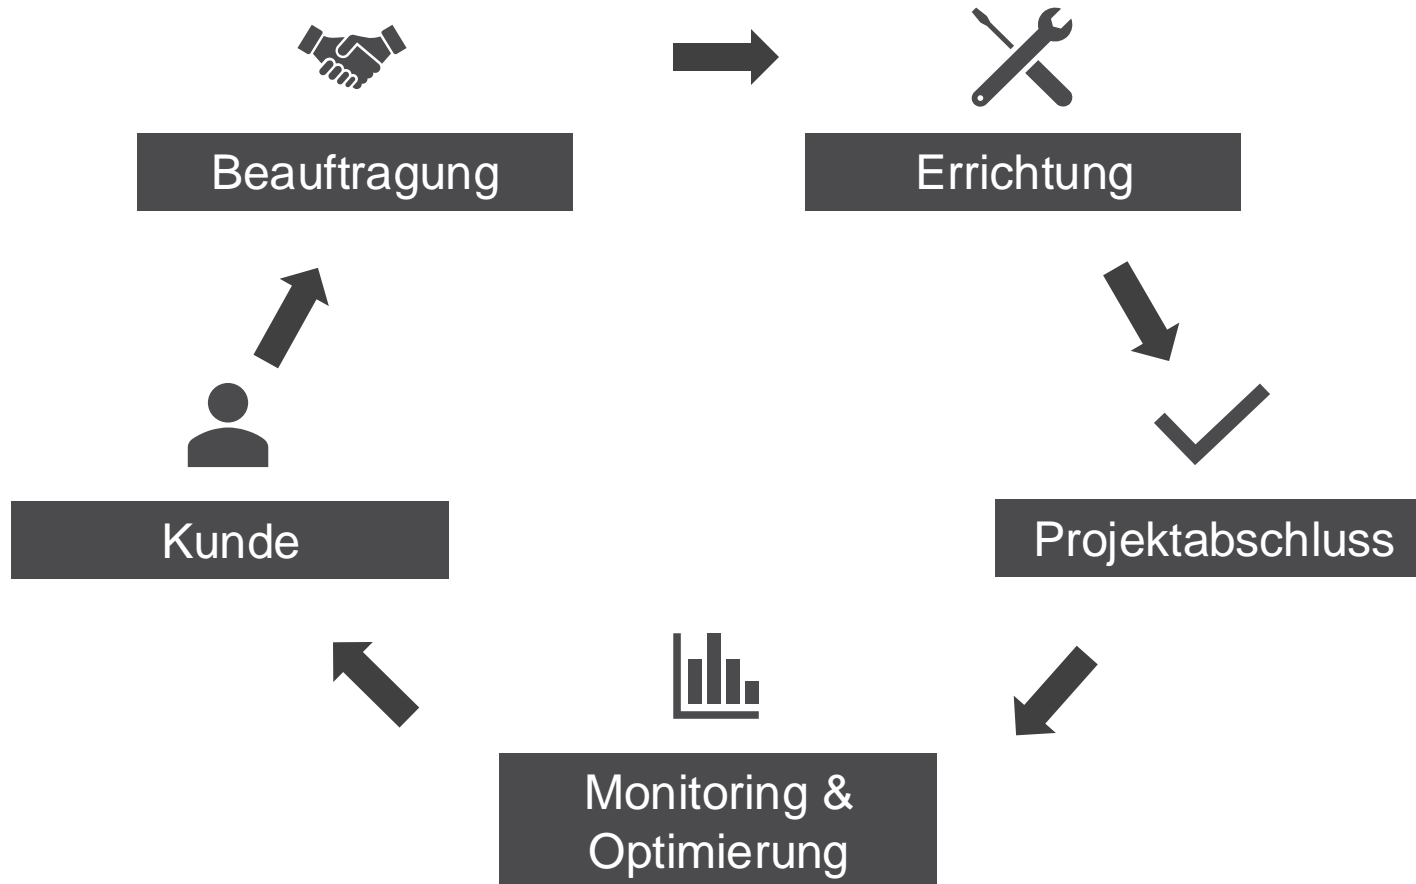 Beauftragung
Errichtung
Kunde
Projektabschluss
Monitoring &
Optimierung